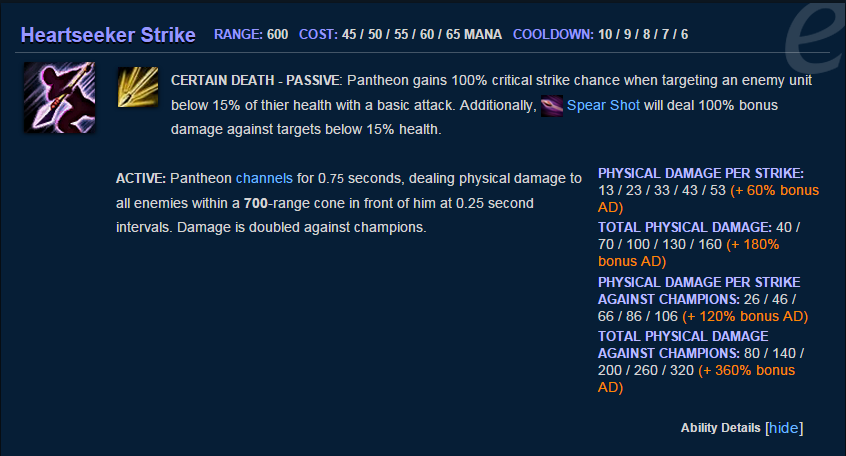 Heartseeker Strike RANGE: 600 COST: 45 / 50 / 55 / 60 / 65 MANA COOLDOWN: 10 / 9 / 8 / 7 / 6
CERTAIN DEATH - PASSIVE: Pantheon gains 100% critical strike chance when targeting an enemy unit
below 15% of thier health with a basic attack. Additionally, Spear Shot will deal 100% bonus
damage against targets below 15% health.
ACTIVE: Pantheon channels for 0.75 seconds, dealing physical damage to
all enemies within a 700-range cone in front of him at 0.25 second
intervals. Damage is doubled against champions.
PHYSICAL DAMAGE PER STRIKE:
13 / 23 / 33 / 43 / 53 (+ 60% bonus
AD)
TOTAL PHYSICAL DAMAGE: 40 /
70 / 100 / 130 / 160 (+ 180%
bonus AD)
PHYSICAL DAMAGE PER STRIKE
AGAINST CHAMPIONS: 26 / 46 /
66 / 86 / 106 (+ 120% bonus AD)
TOTAL PHYSICAL DAMAGE
AGAINST CHAMPIONS: 80 / 140 /
200 / 260 / 320 (+ 360% bonus
AD)
Ability Details [hide]
e